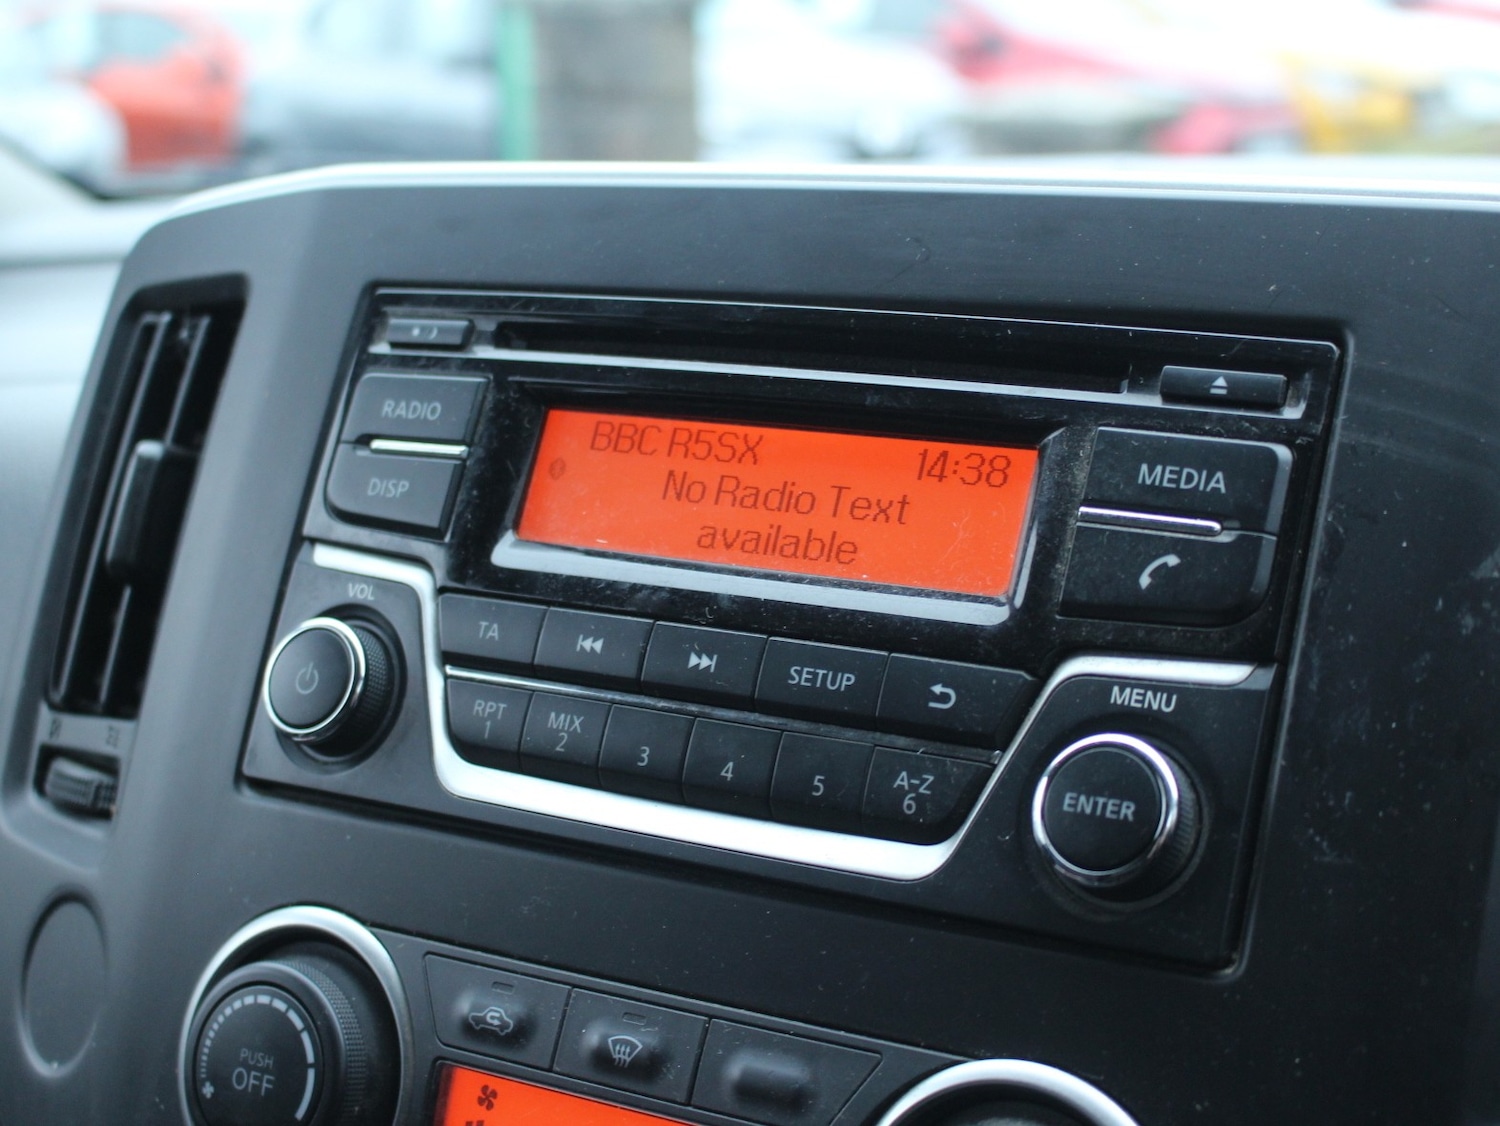 RADIO
DISP
BBC R5SX
14:38
No Radio Text
available
MEDIA
VOL
TA
SETUP
RPT
1
MIX
2
3
4
5
A-Z
6
MENU
ENTER
PUSH
OFF